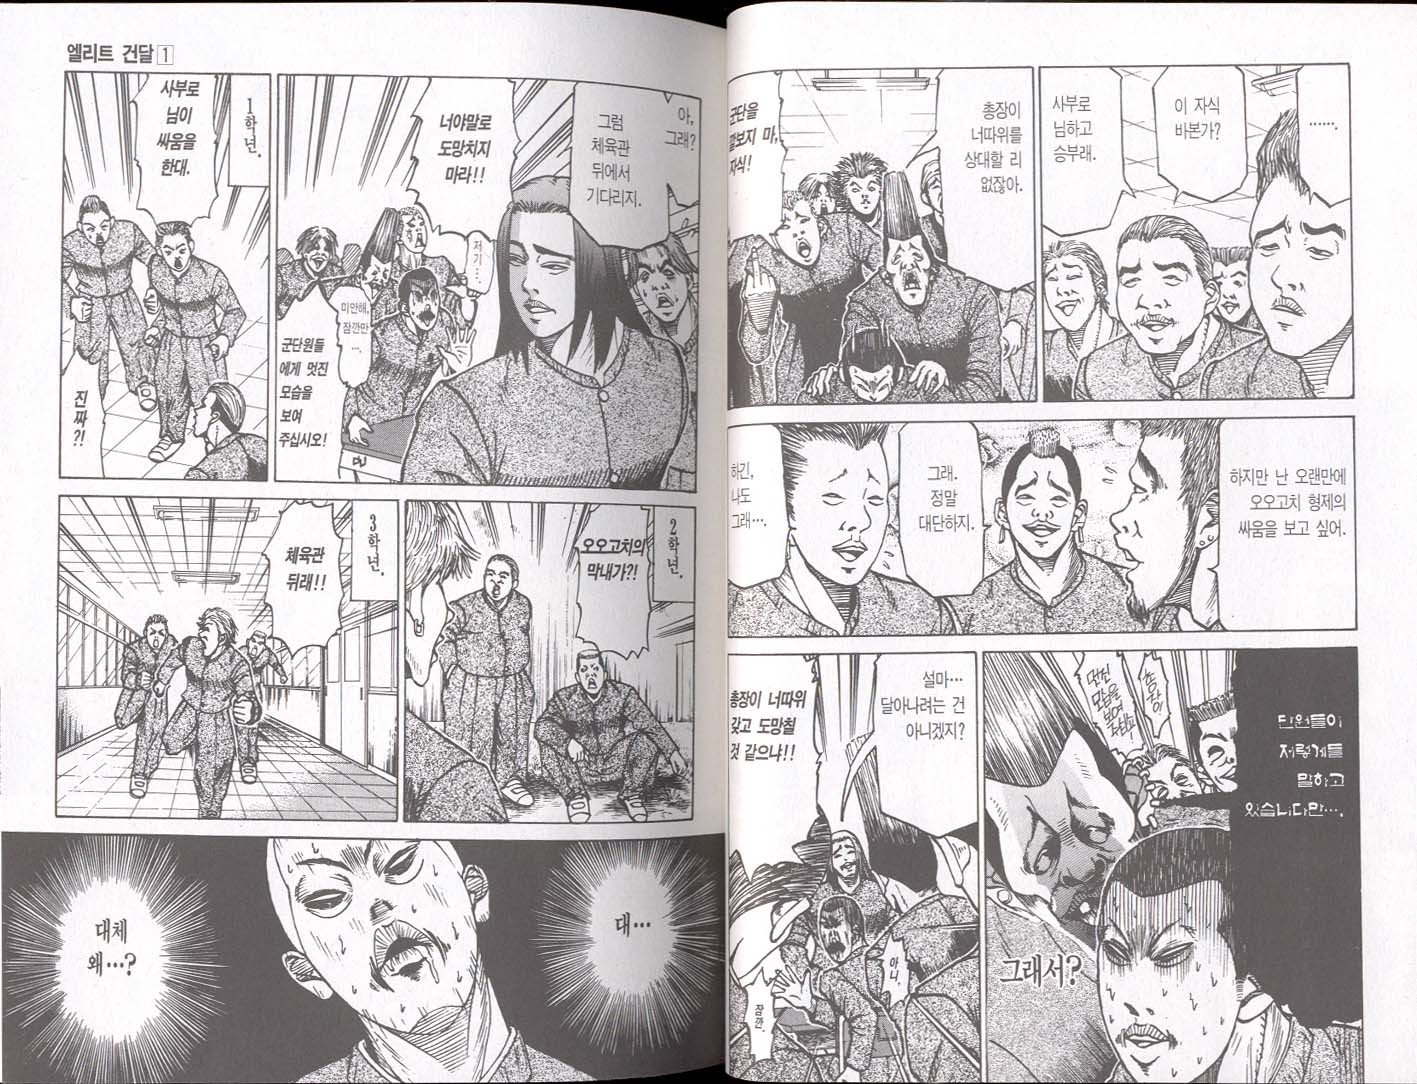 ……
이 자식
바본가?
사부로
님하고
승부래.
총장이
너따위를
상대할 리
없잖아.
군단을
깔보지 마,
자식!
하지만 난 오랜만에
오오고치 형제의
싸움을 보고 싶어.
그래.
정말
대단하지.
하긴,
나도
그래….
단원들이
저렇게들
말하고
있습니다만….
멋진
모습을
보여
그래서?
설마…
달아나려는 건
아니겠지?
총장이 너따위
갖고 도망칠
것 같으냐!!
아니,
잠깐.
엘리트 건달 1
아,
그래?
그럼
체육관
뒤에서
기다리지.
너야말로
도망치지
마라!!
저기…
미안해,
잠깐만
….
군단원들
에게 멋진
모습을
보여
주십시오!
1학년.
사부로
님이
싸움을
한대.
진짜?!
2학년.
오오고치의
막내가?!
3학년.
체육관
뒤래!!
대…
대체
왜…?